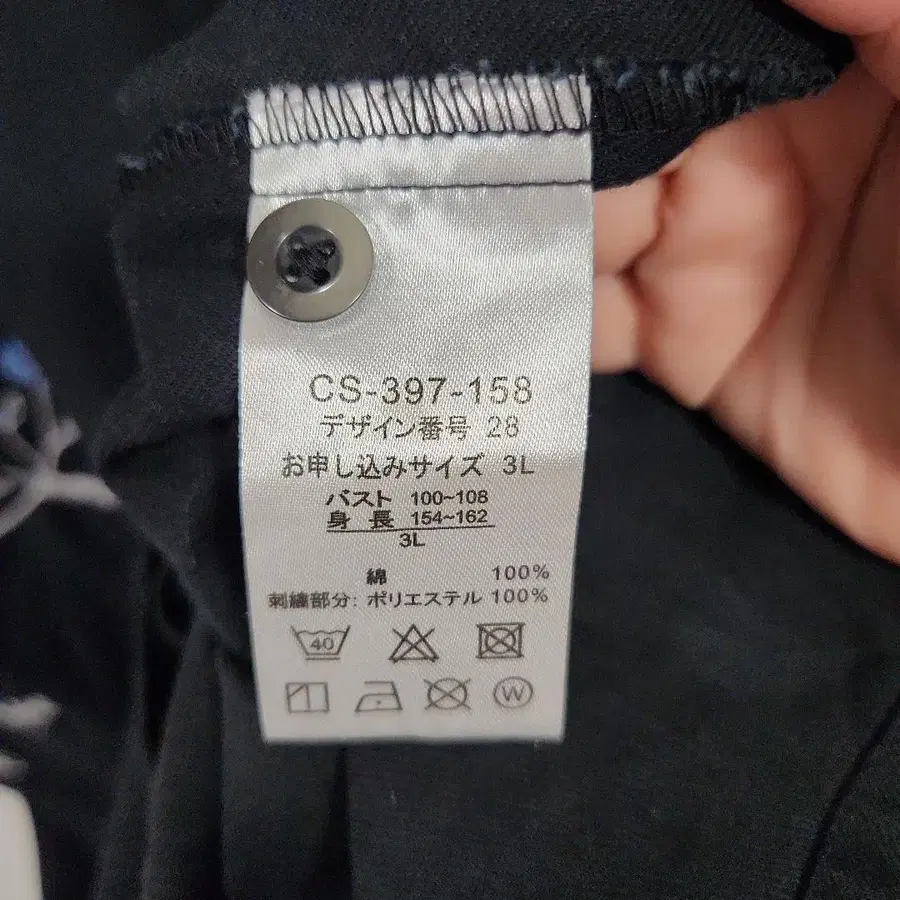 CS-397-158
デザイン番号 28
お申し込みサイズ 3L
バスト 100~108
身 長 154~162
3L
綿 100%
刺繍部分: ポリエステル 100%
40
W